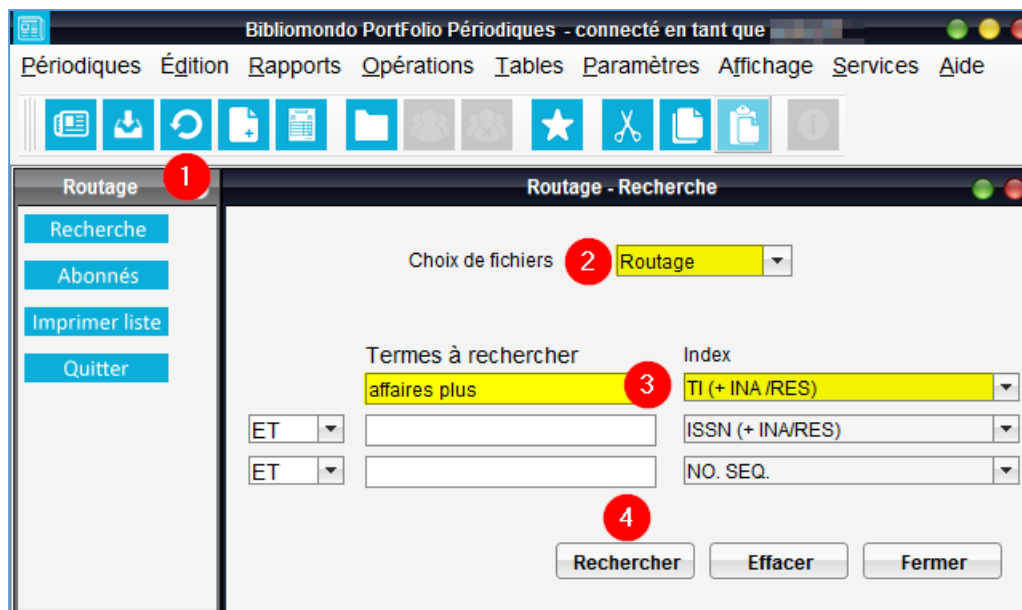 Bibliomondo PortFolio Périodiques - connecté en tant que
Périodiques Édition Rapports Opérations Tables Paramètres Affichage Services Aide
1
Routage
Routage - Recherche
Recherche
Abonnés
Imprimer liste
Quitter
Choix de fichiers 2 Routage
Termes à rechercher Index
affaires plus 3 TI (+ INA /RES)
ET ISSN (+ INA/RES)
ET NO. SEQ.
4
Rechercher Effacer Fermer